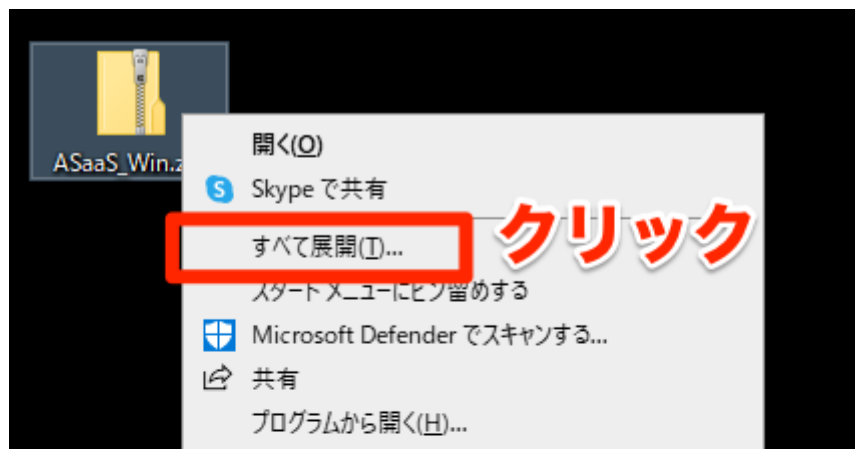 ASaaS_Win.z
開く(O)
Skype で共有
すべて展開(T)...
クリック
スタート メニューにピン留めする
Microsoft Defender でスキャンする...
共有
プログラムから開く(H)...